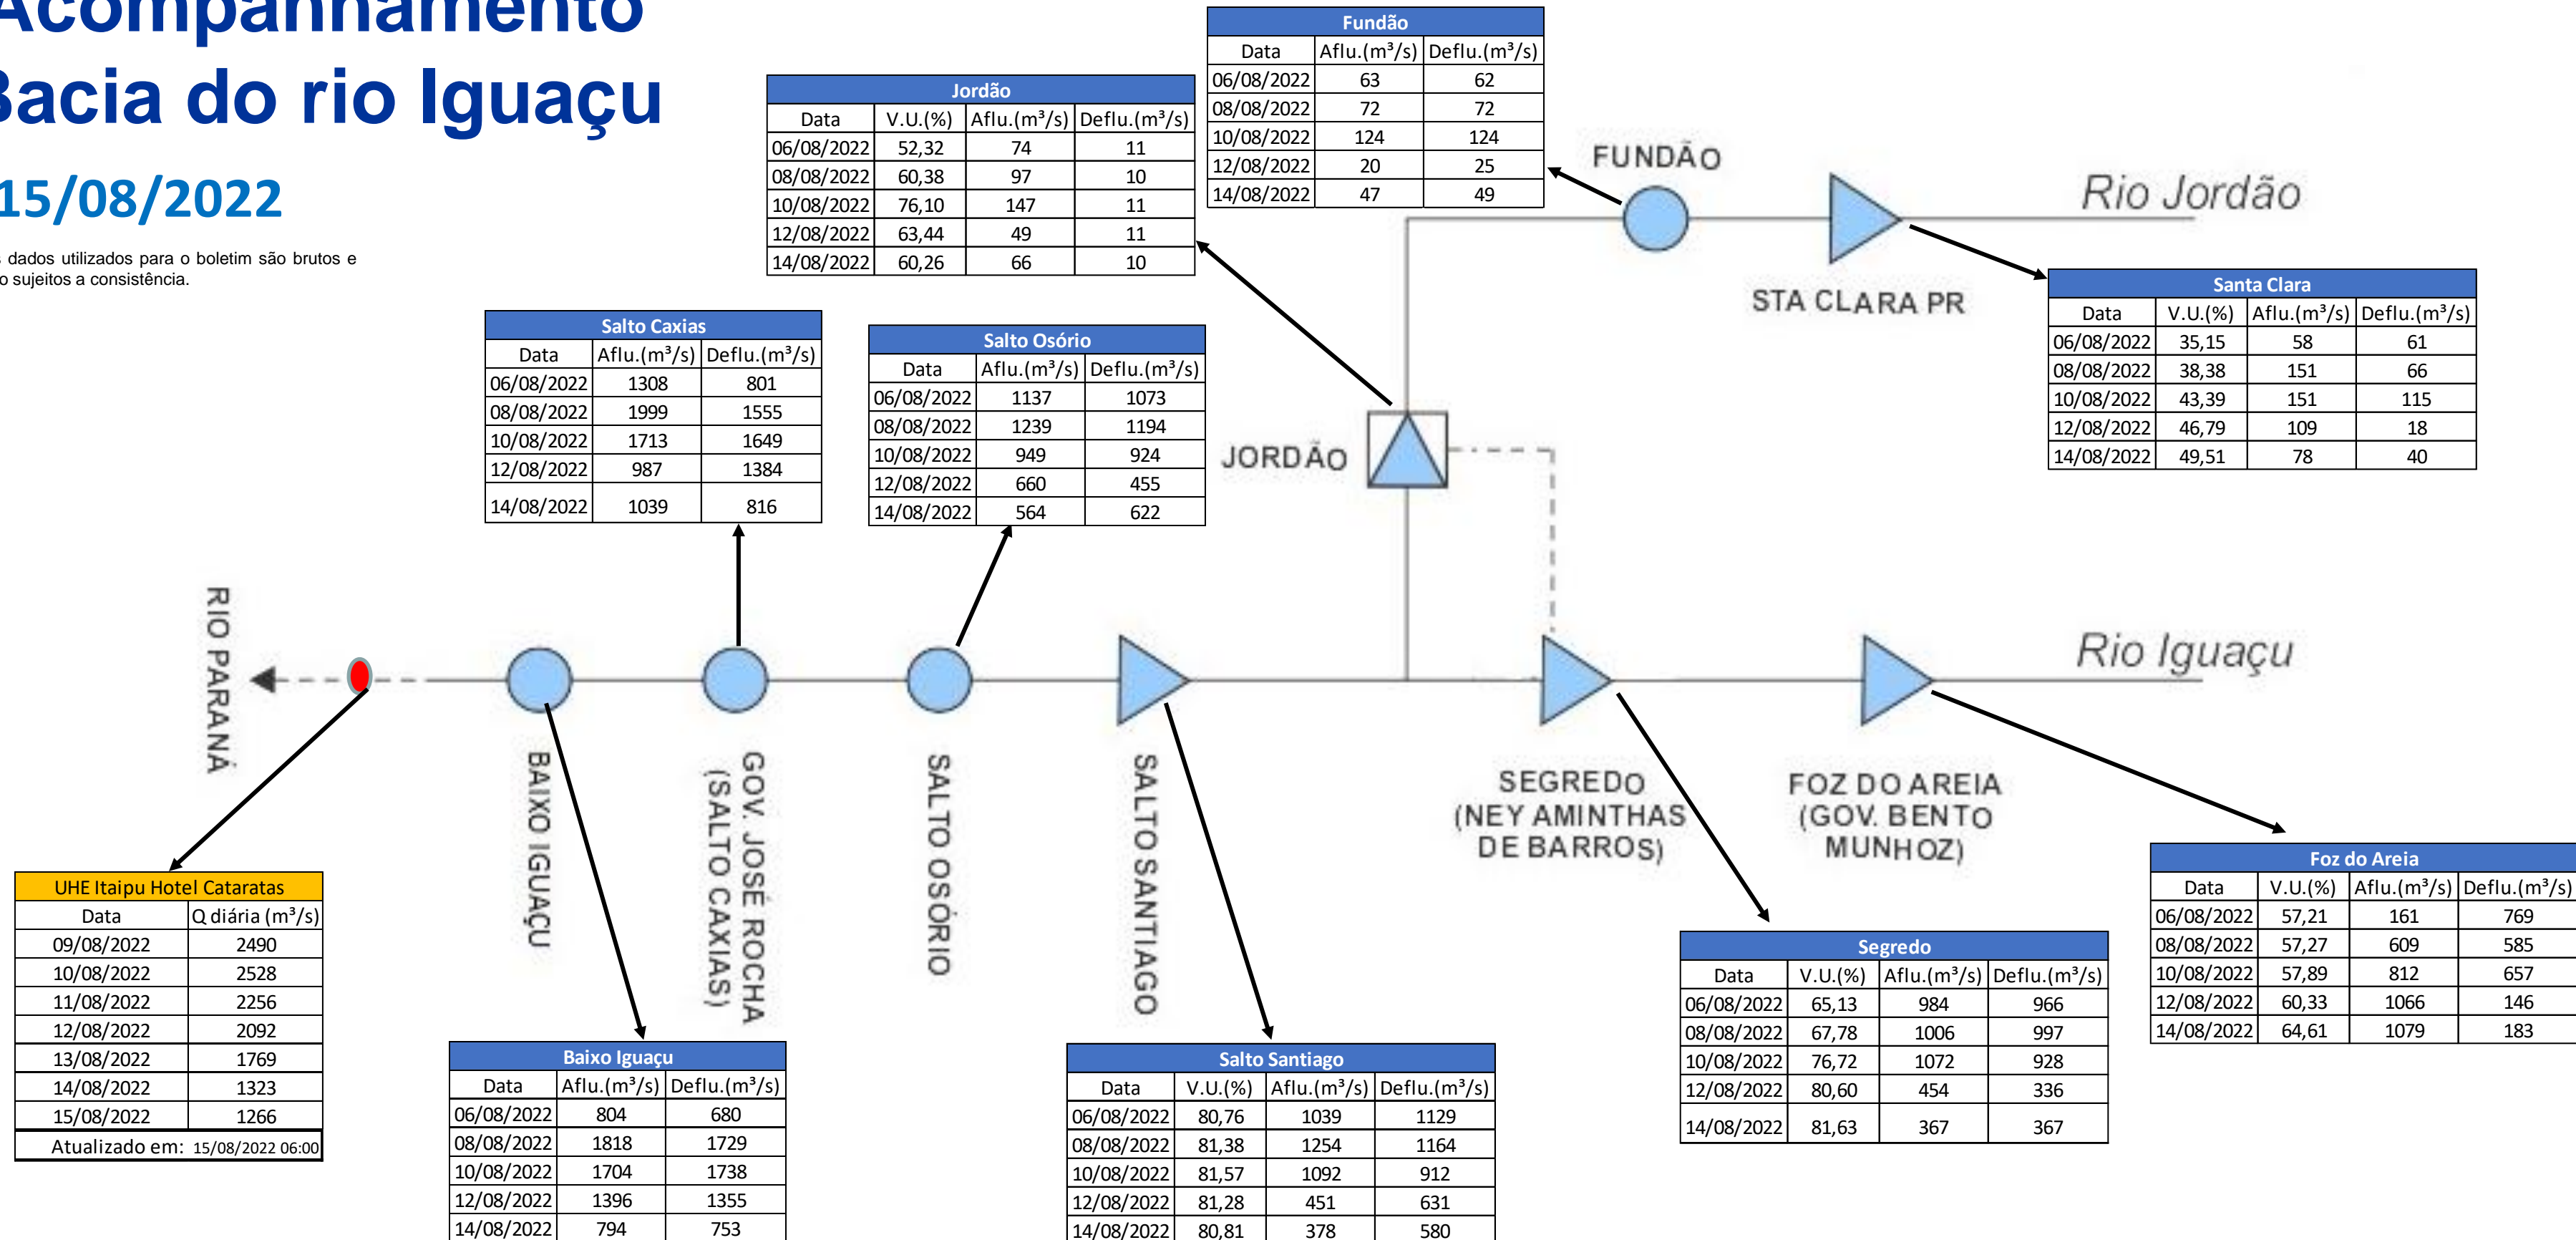 Acompanhamento
Bacia do rio Iguaçu
15/08/2022
dados utilizados para o boletim são brutos e
sujeitos a consistência.
Fundão
Data Aflu.(m³/s) Deflu.(m³/s)
06/08/2022 63 62
08/08/2022 72 72
10/08/2022 124 124
12/08/2022 20 25
14/08/2022 47 49
Jordão
Data V.U.(%) Aflu.(m³/s) Deflu.(m³/s)
06/08/2022 52,32 74 11
08/08/2022 60,38 97 10
10/08/2022 76,10 147 11
12/08/2022 63,44 49 11
14/08/2022 60,26 66 10
FUNDÃO
Rio Jordão
STA CLARA PR
Santa Clara
Data V.U.(%) Aflu.(m³/s) Deflu.(m³/s)
06/08/2022 35,15 58 61
08/08/2022 38,38 151 66
10/08/2022 43,39 151 115
12/08/2022 46,79 109 18
14/08/2022 49,51 78 40
Salto Caxias
Data Aflu.(m³/s) Deflu.(m³/s)
06/08/2022 1308 801
08/08/2022 1999 1555
10/08/2022 1713 1649
12/08/2022 987 1384
14/08/2022 1039 816
Salto Osório
Data Aflu.(m³/s) Deflu.(m³/s)
06/08/2022 1137 1073
08/08/2022 1239 1194
10/08/2022 949 924
12/08/2022 660 455
14/08/2022 564 622
JORDÃO
RIO PARANÁ
Rio Iguaçu
BAIXO IGUAÇU
GOV. JOSÉ ROCHA
(SALTO CAXIAS)
SALTO OSÓRIO
SALTO SANTIAGO
SEGREDO
(NEY AMINTHAS
DE BARROS)
FOZ DO AREIA
(GOV. BENTO
MUNHOZ)
UHE Itaipu Hotel Cataratas
Data Q diária (m³/s)
09/08/2022 2490
10/08/2022 2528
11/08/2022 2256
12/08/2022 2092
13/08/2022 1769
14/08/2022 1323
15/08/2022 1266
Atualizado em: 15/08/2022 06:00
Baixo Iguaçu
Data Aflu.(m³/s) Deflu.(m³/s)
06/08/2022 804 680
08/08/2022 1818 1729
10/08/2022 1704 1738
12/08/2022 1396 1355
14/08/2022 794 753
Salto Santiago
Data V.U.(%) Aflu.(m³/s) Deflu.(m³/s)
06/08/2022 80,76 1039 1129
08/08/2022 81,38 1254 1164
10/08/2022 81,57 1092 912
12/08/2022 81,28 451 631
14/08/2022 80,81 378 580
Segredo
Data V.U.(%) Aflu.(m³/s) Deflu.(m³/s)
06/08/2022 65,13 984 966
08/08/2022 67,78 1006 997
10/08/2022 76,72 1072 928
12/08/2022 80,60 454 336
14/08/2022 81,63 367 367
Foz do Areia
Data V.U.(%) Aflu.(m³/s) Deflu.(m³/s)
06/08/2022 57,21 161 769
08/08/2022 57,27 609 585
10/08/2022 57,89 812 657
12/08/2022 60,33 1066 146
14/08/2022 64,61 1079 183